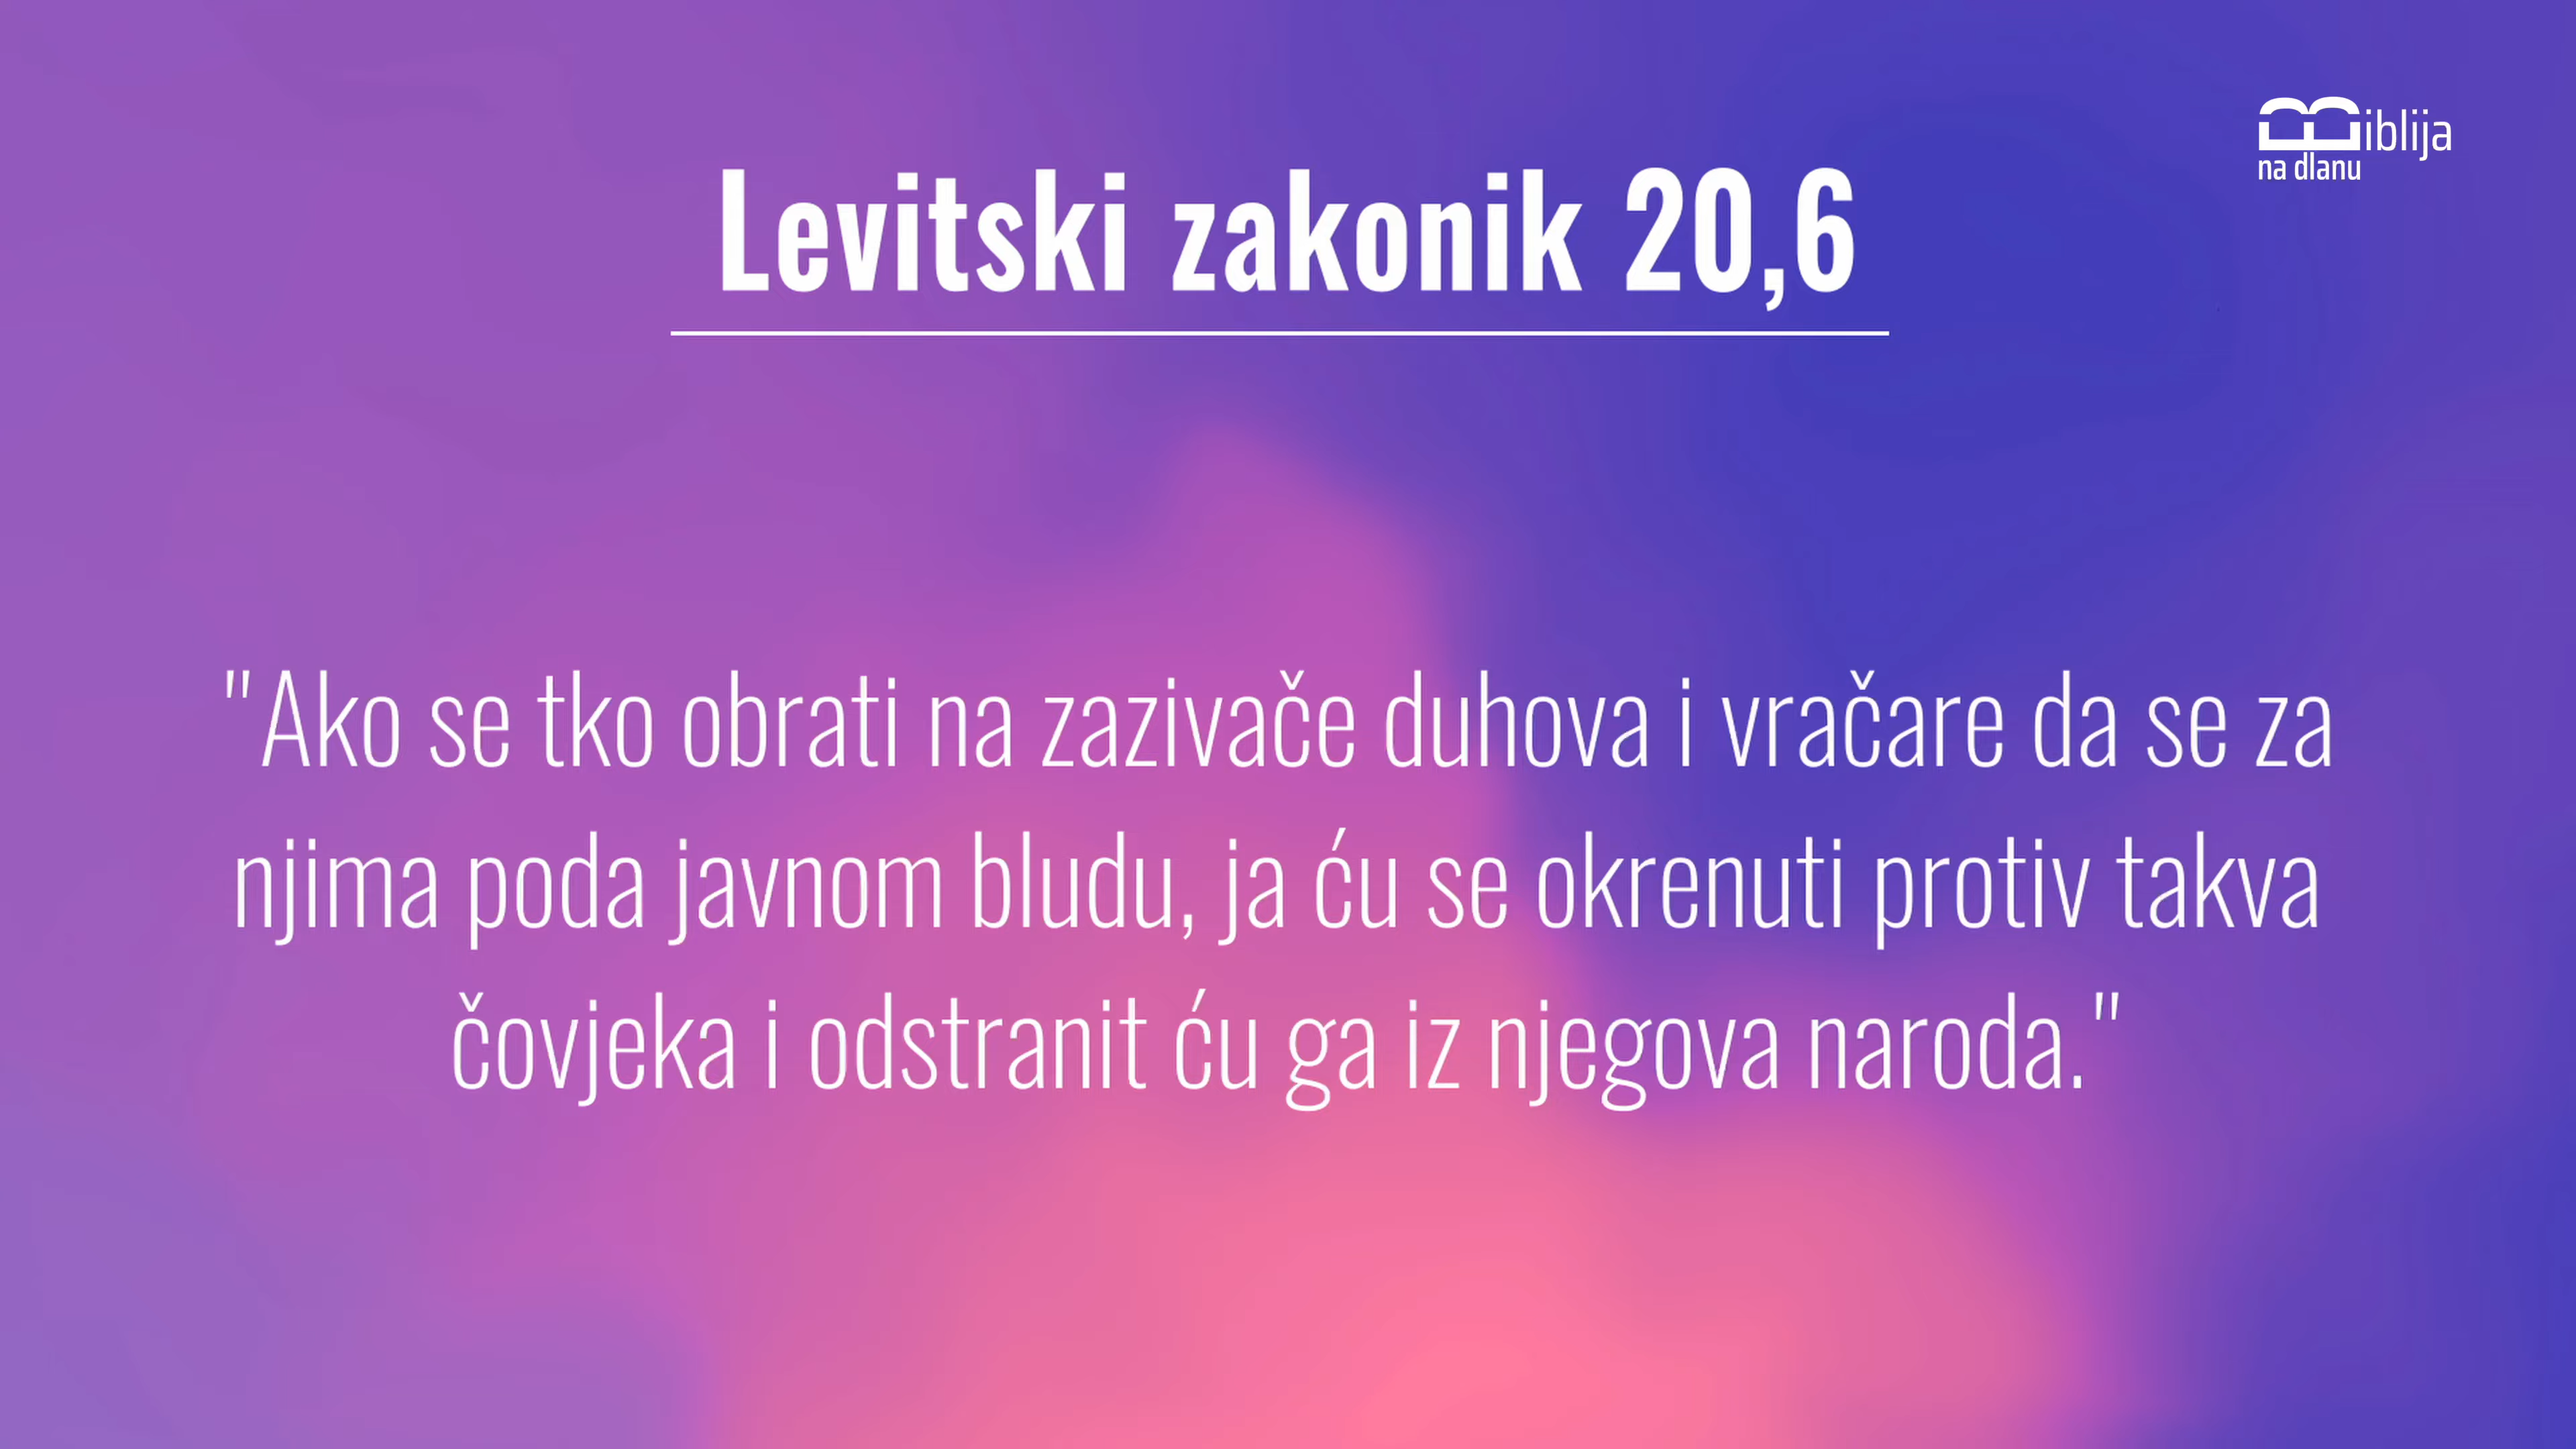 Biblija
na dlanu
Levitski zakonik 20,6
"Ako se tko obrati na zazivače duhova i vračare da se za
njima poda javnom bludu, ja ću se okrenuti protiv takva
čovjeka i odstranit ću ga iz njegova naroda."